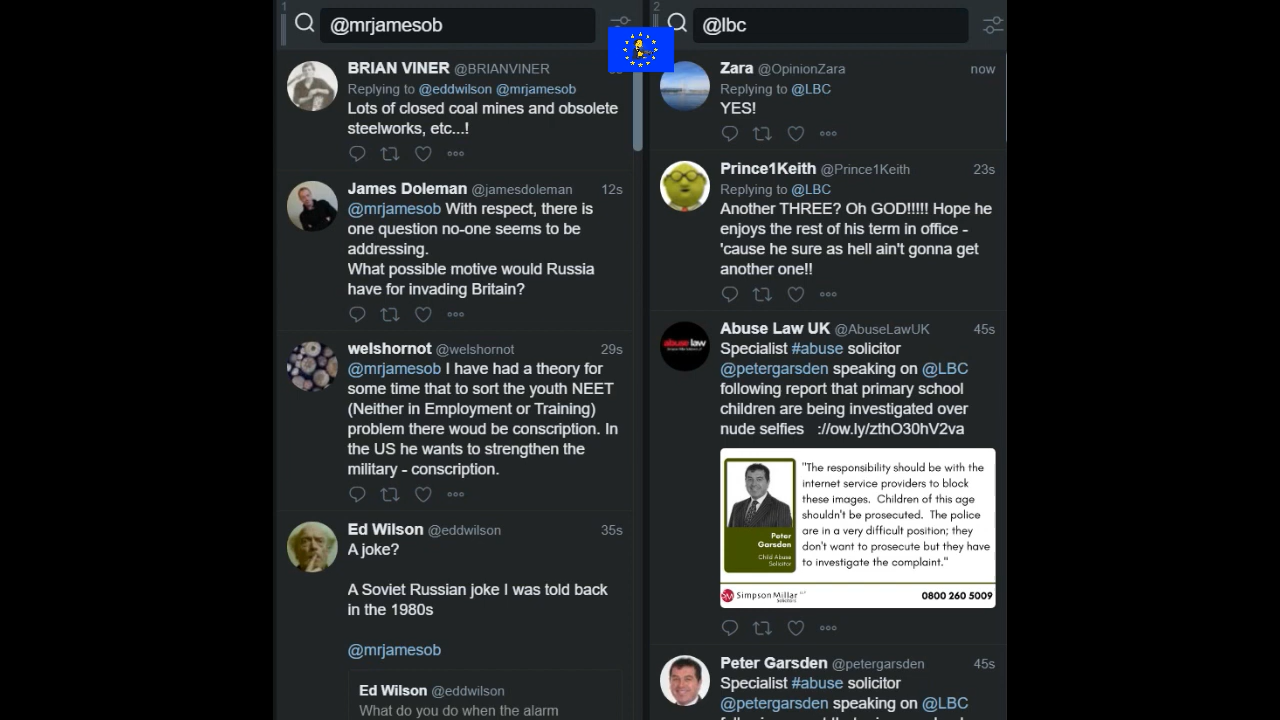 1
@mrjamesob
BRIAN VINER @BRIANVINER
Replying to @eddwilson @mrjamesob
Lots of closed coal mines and obsolete
steelworks, etc...!
James Doleman @jamesdoleman 12s
@mrjamesob With respect, there is
one question no-one seems to be
addressing.
What possible motive would Russia
have for invading Britain?
welshornot @welshornot 29s
@mrjamesob I have had a theory for
some time that to sort the youth NEET
(Neither in Employment or Training)
problem there woud be conscription. In
the US he wants to strengthen the
military - conscription.
Ed Wilson @eddwilson 35s
A joke?
A Soviet Russian joke I was told back
in the 1980s
@mrjamesob
Ed Wilson @eddwilson
What do you do when the alarm
2
@lbc
Zara @OpinionZara now
Replying to @LBC
YES!
Prince1Keith @Prince1Keith 23s
Replying to @LBC
Another THREE? Oh GOD!!!!! Hope he
enjoys the rest of his term in office -
'cause he sure as hell ain't gonna get
another one!!
Abuse Law UK @AbuseLawUK 45s
Specialist #abuse solicitor
@petergarsden speaking on @LBC
following report that primary school
children are being investigated over
nude selfies ://ow.ly/zthO30hV2va
abuse law
"The responsibility should be with the
internet service providers to block
these images. Children of this age
shouldn't be prosecuted. The police
are in a very difficult position; they
don't want to prosecute but they have
to investigate the complaint."
Peter
Garsden
Child Abuse
Solicitor
SM Simpson Millar LLP
Solicitors
0800 260 5009
Peter Garsden @petergarsden 45s
Specialist #abuse solicitor
@petergarsden speaking on @LBC